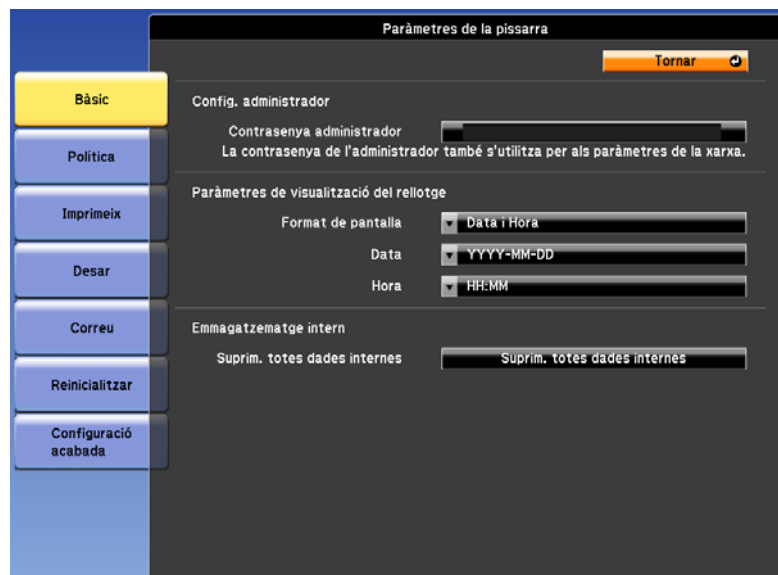 Paràmetres de la pissarra
Tornar
Bàsic
Política
Imprimeix
Desar
Correu
Reinicialitzar
Configuració
acabada
Config. administrador
Contrasenya administrador
La contrasenya de l'administrador també s'utilitza per als paràmetres de la xarxa.
Paràmetres de visualització del rellotge
Format de pantalla Data i Hora
Data YYYY-MM-DD
Hora HH:MM
Emmagatzematge intern
Suprim. totes dades internes Suprim. totes dades internes